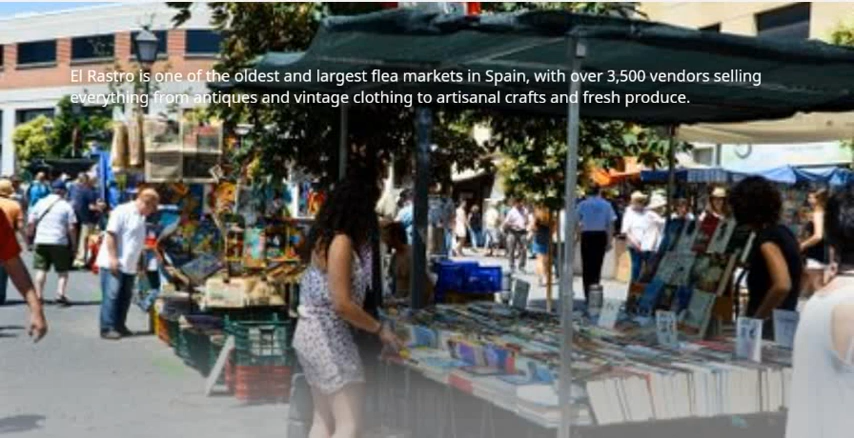 El Rastro is one of the oldest and largest flea markets in Spain, with over 3,500 vendors selling
everything from antiques and vintage clothing to artisanal crafts and fresh produce.